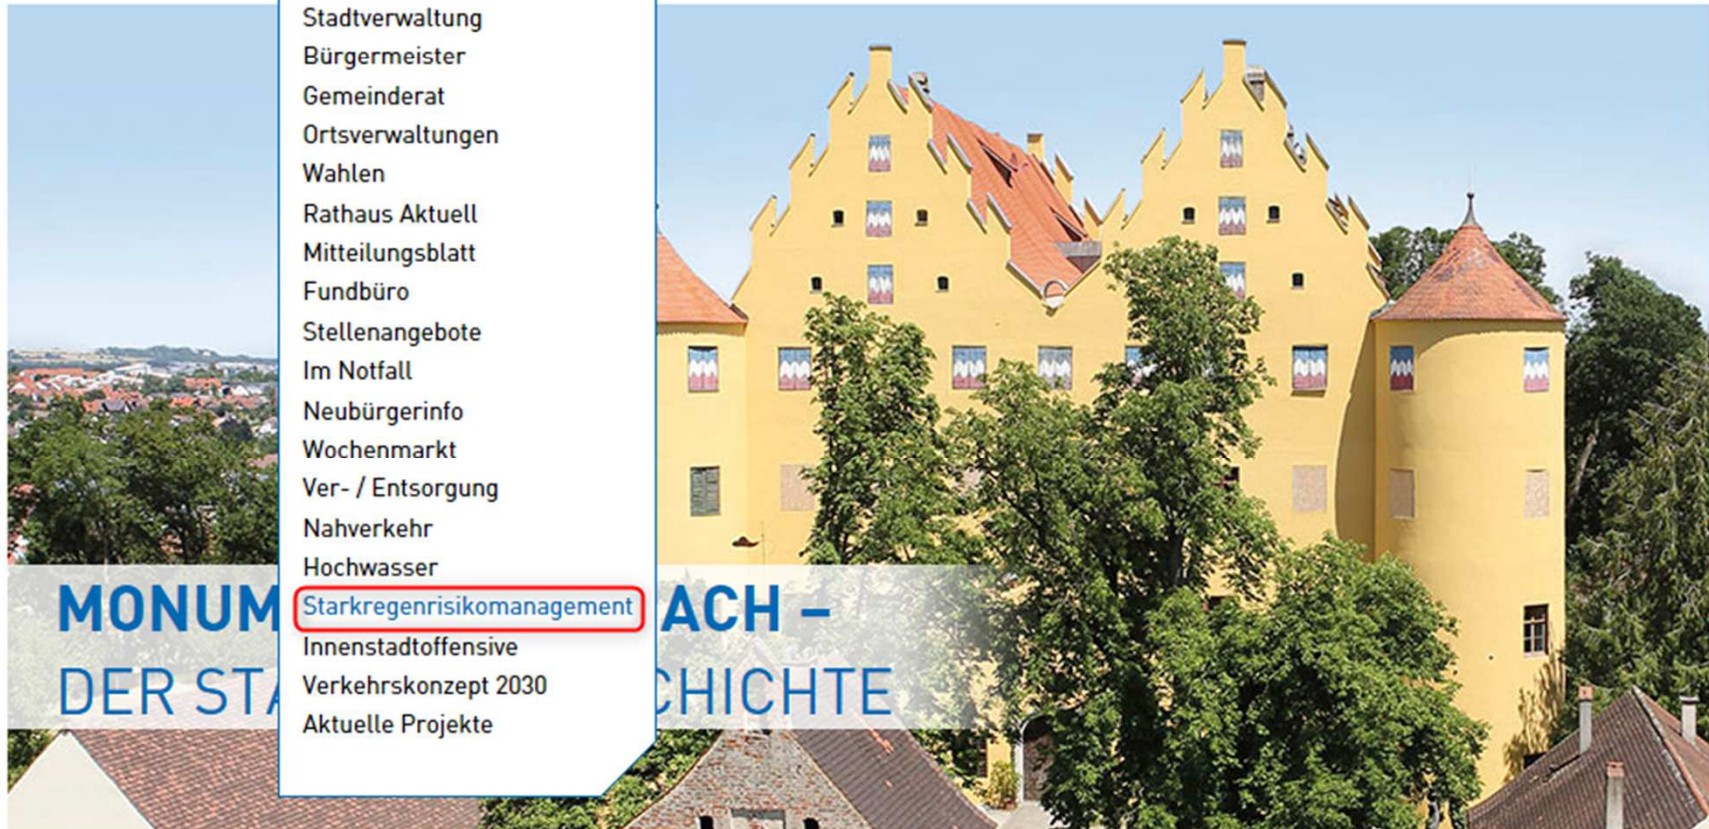 Stadtverwaltung
Bürgermeister
Gemeinderat
Ortsverwaltungen
Wahlen
Rathaus Aktuell
Mitteilungsblatt
Fundbüro
Stellenangebote
Im Notfall
Neubürgerinfo
Wochenmarkt
Ver- / Entsorgung
Nahverkehr
Hochwasser
Starkregenrisikomanagement
Innenstadtoffensive
Verkehrskonzept 2030
Aktuelle Projekte
MONUM ACH –
DER STA CHICHTE